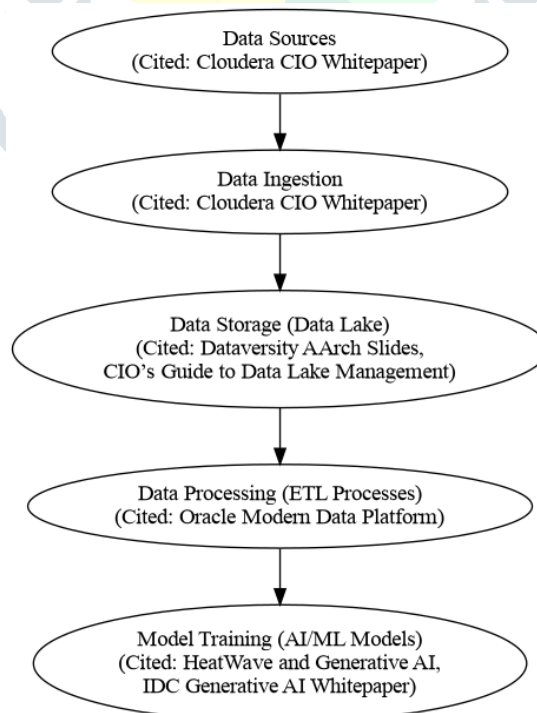 Data Sources
(Cited: Cloudera CIO Whitepaper)
Data Ingestion
(Cited: Cloudera CIO Whitepaper)
Data Storage (Data Lake)
(Cited: Dataversity AArch Slides,
CIO’s Guide to Data Lake Management)
Data Processing (ETL Processes)
(Cited: Oracle Modern Data Platform)
Model Training (AI/ML Models)
(Cited: HeatWave and Generative AI,
IDC Generative AI Whitepaper)